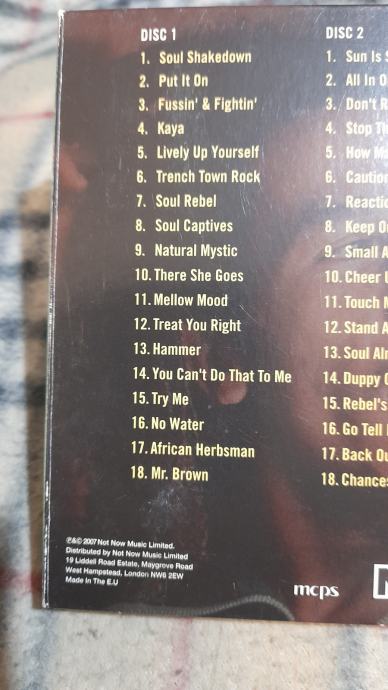 DISC 1
1. Soul Shakedown
2. Put It On
3. Fussin' & Fightin'
4. Kaya
5. Lively Up Yourself
6. Trench Town Rock
7. Soul Rebel
8. Soul Captives
9. Natural Mystic
10. There She Goes
11. Mellow Mood
12. Treat You Right
13. Hammer
14. You Can't Do That To Me
15. Try Me
16. No Water
17. African Herbsman
18. Mr. Brown
DISC 2
1. Sun Is
2. All In
3. Don't
4. Stop
5. How
6.
7.
8. Keep
9. Small
10. Cheer
11. Touch
12. Stand
13. Soul
14. Duppy
15. Rebel's
16. Go Tell
17. Back
18.
℗&© 2007 Not Now Music Limited.
Distributed by Not Now Music Limited
19 Liddell Road Estate, Maygrove Road
West Hampstead, London NW6 2EW
Made In The E.U
mcps